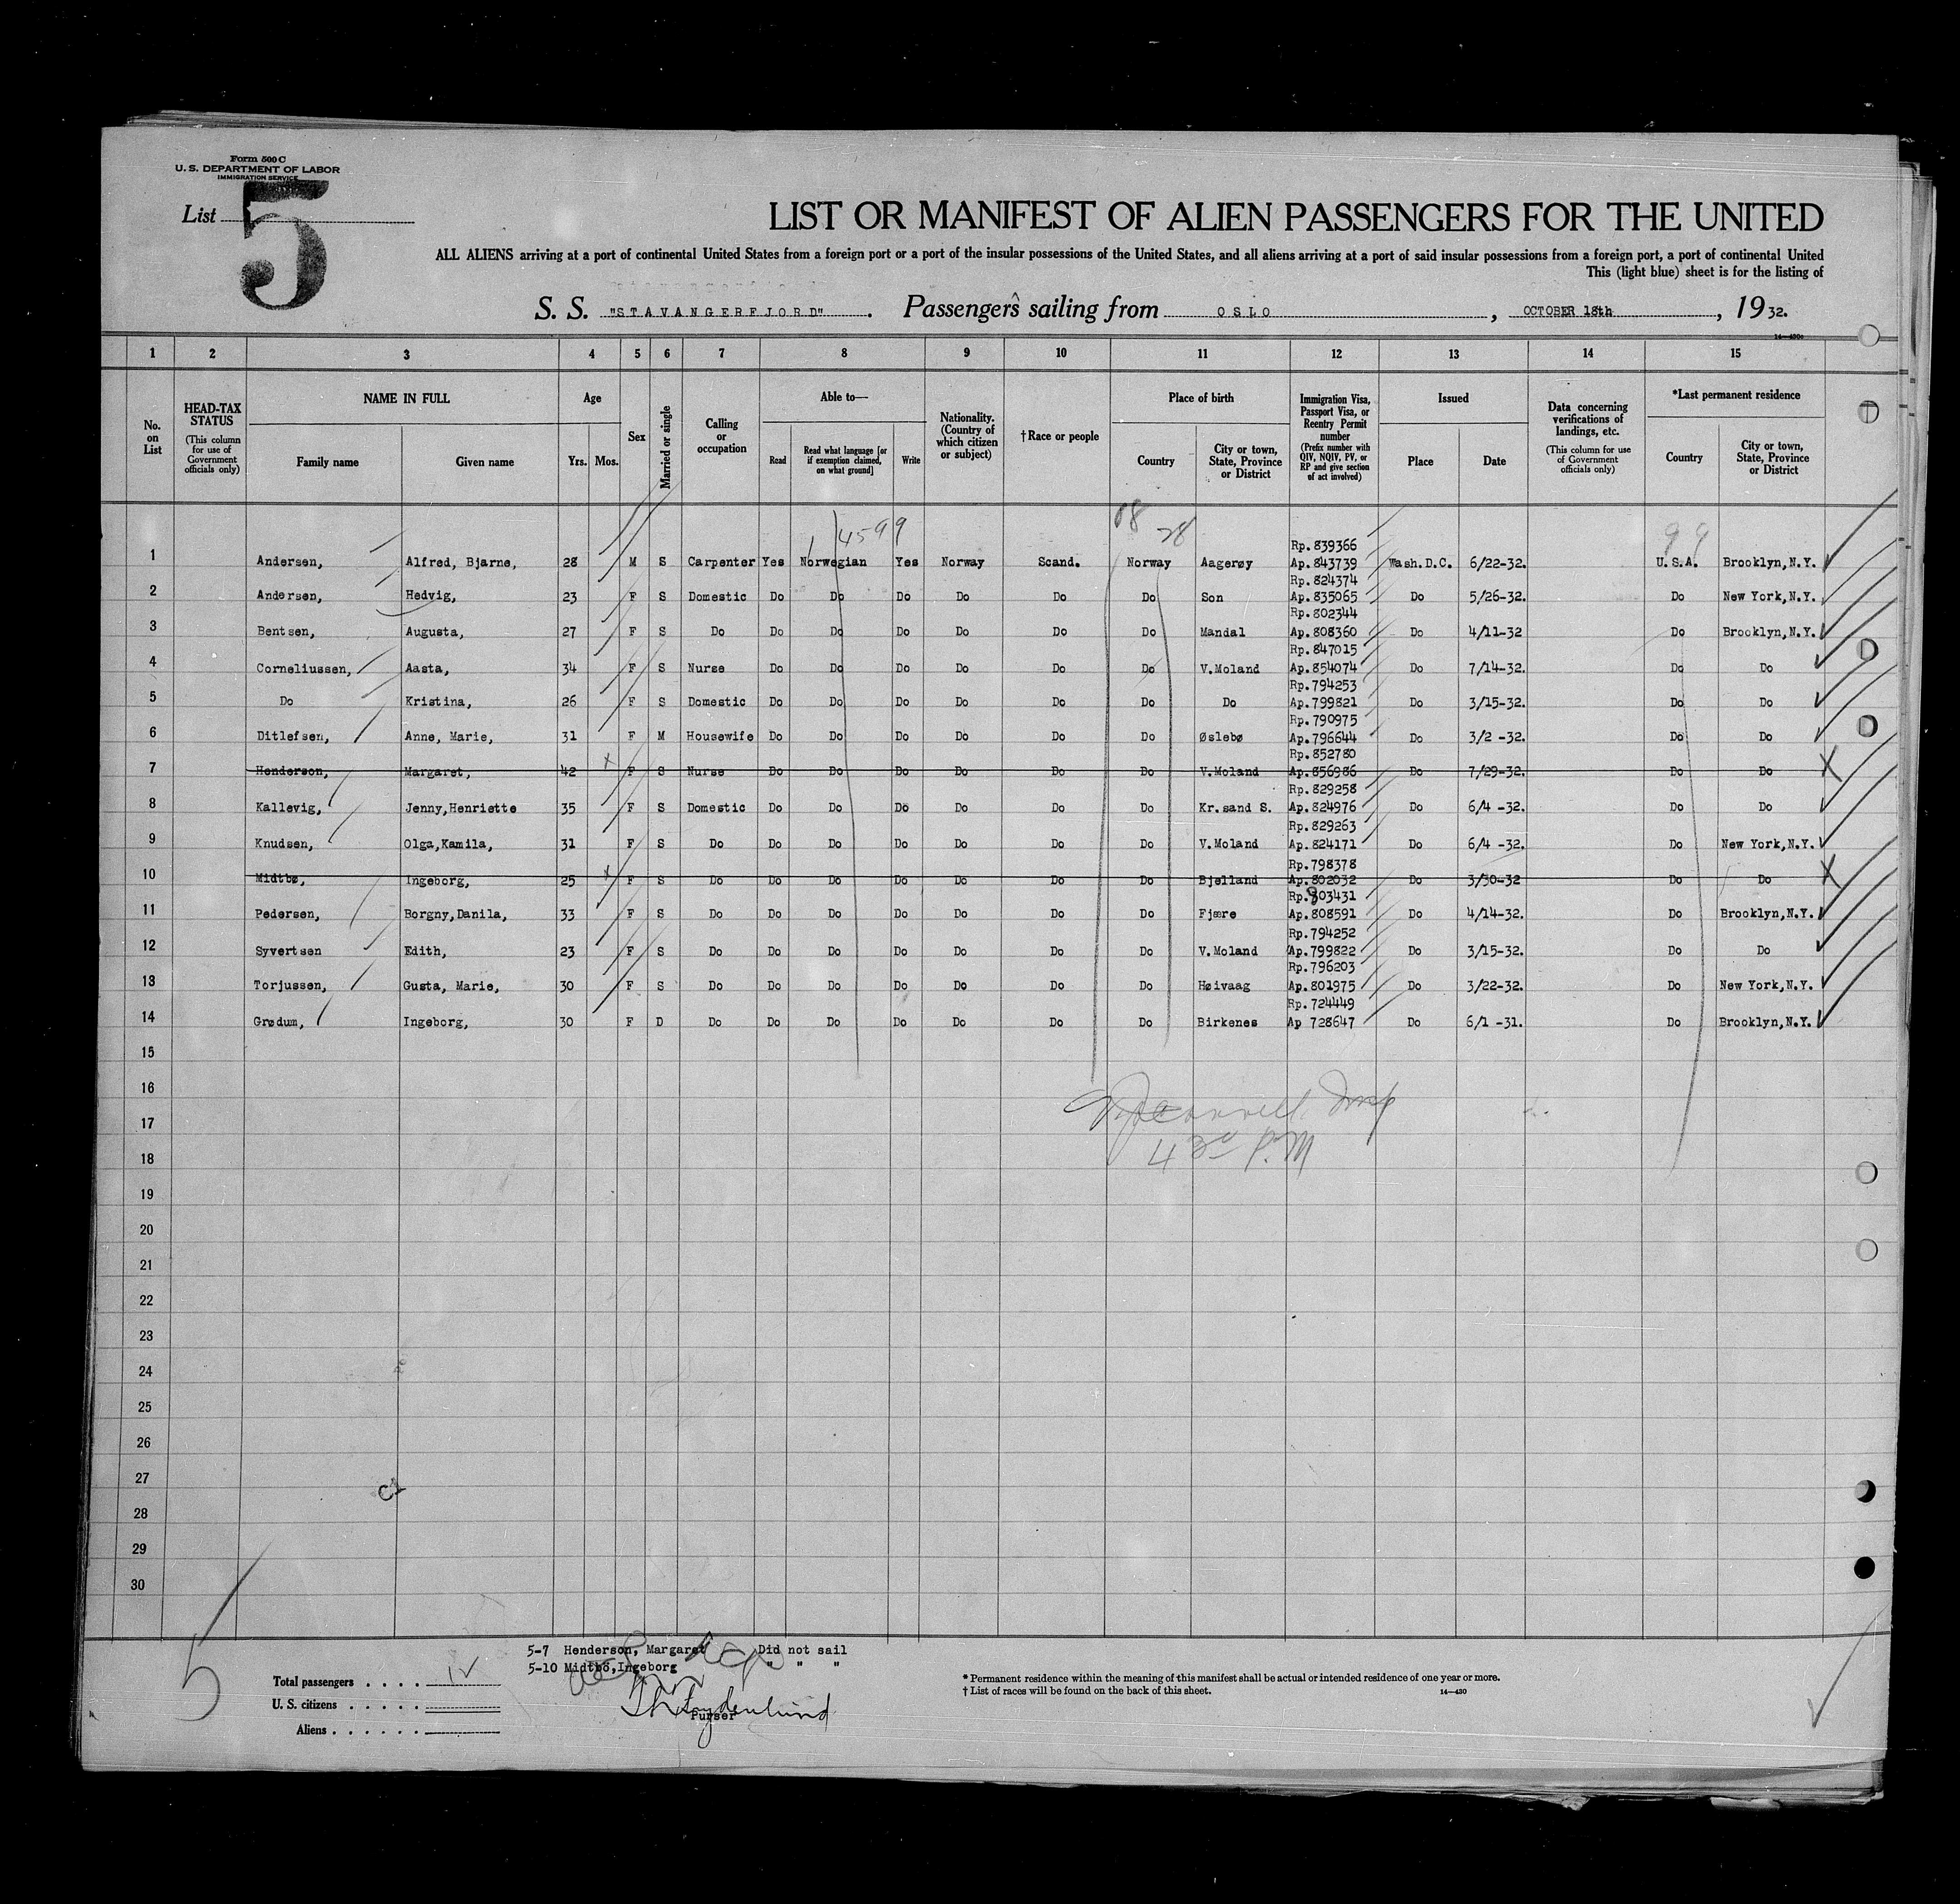 Form 500 C
U. S. DEPARTMENT OF LABOR
IMMIGRATION SERVICE
List 5
LIST OR MANIFEST OF ALIEN PASSENGERS FOR THE UNITED
ALL ALIENS arriving at a port of continental United States from a foreign port or a port of the insular possessions of the United States, and all aliens arriving at a port of said insular possessions from a foreign port, a port of continental United
This (light blue) sheet is for the listing of
S. S. "STAVANGERFJORD". Passengers sailing from OSLO, OCTOBER 18th, 1932.
14—430
1 2 3 4 5 6 7 8 9 10 11 12 13 14 15
No. on List
HEAD-TAX STATUS (This column for use of Government officials only)
NAME IN FULL Family name Given name
Age Yrs. Mos.
Sex
Married or single
Calling or occupation
Able to— Read Read what language [or if exemption claimed, on what ground] Write
Nationality. (Country of which citizen or subject)
†Race or people
Place of birth Country City or town, State, Province or District
Immigration Visa, Passport Visa, or Reentry Permit number (Prefix number with QIV, NQIV, PV, or RP and give section of act involved)
Issued Place Date
Data concerning verifications of landings, etc. (This column for use of Government officials only)
*Last permanent residence Country City or town, State, Province or District
4599 08 28 99
Rp. 839366
1 Andersen, Alfred, Bjarne, 28 M S Carpenter Yes Norwegian Yes Norway Scand. Norway Aagerøy Ap. 843739 Wash.D.C. 6/22-32. U.S.A. Brooklyn,N.Y.
Rp. 824374
2 Andersen, Hedvig, 23 F S Domestic Do Do Do Do Do Do Son Ap. 835065 Do 5/26-32. Do New York,N.Y.
Rp. 802344
3 Bentsen, Augusta, 27 F S Do Do Do Do Do Do Do Mandal Ap. 808360 Do 4/11-32 Do Brooklyn,N.Y.
Rp. 847015
4 Corneliussen, Aasta, 34 F S Nurse Do Do Do Do Do Do V.Moland Ap. 854074 Do 7/14-32. Do Do
Rp. 794253
5 Do Kristina, 26 F S Domestic Do Do Do Do Do Do Do Ap. 799821 Do 3/15-32. Do Do
Rp. 790975
6 Ditlefsen, Anne, Marie, 31 F M Housewife Do Do Do Do Do Do Øslebø Ap. 796644 Do 3/2 -32. Do Do
Rp. 852780
7 Henderson, Margaret, 42 F S Nurse Do Do Do Do Do Do V.Moland Ap. 856986 Do 7/29-32. Do Do
Rp. 829258
8 Kallevig, Jenny,Henriette 35 F S Domestic Do Do Do Do Do Do Kr.sand S. Ap. 824976 Do 6/4 -32. Do Do
Rp. 829263
9 Knudsen, Olga,Kamila, 31 F S Do Do Do Do Do Do Do V.Moland Ap. 824171 Do 6/4 -32. Do New York,N.Y.
Rp. 798378
10 Midtbø, Ingeborg, 25 F S Do Do Do Do Do Do Do Bjelland Ap. 802032 Do 3/30-32 Do Do
Rp. 803431
11 Pedersen, Borgny,Danila, 33 F S Do Do Do Do Do Do Do Fjære Ap. 808591 Do 4/14-32. Do Brooklyn,N.Y.
Rp. 794252
12 Syvertsen Edith, 23 F S Do Do Do Do Do Do Do V.Moland Ap. 799822 Do 3/15-32. Do Do
Rp. 796203
13 Torjussen, Gusta, Marie, 30 F S Do Do Do Do Do Do Do Høivaag Ap. 801975 Do 3/22-32. Do New York,N.Y.
Rp. 724449
14 Grødum, Ingeborg, 30 F D Do Do Do Do Do Do Do Birkenes Ap 728647 Do 6/1 -31. Do Brooklyn,N.Y.
15
16
17
4 30 P.M
18
19
20
21
22
23
24
25
26
27
28
29
30
5-7 Henderson, Margaret Did not sail
5-10 Midtbö,Ingeborg " " "
5
Total passengers
U. S. citizens
Aliens
Purser
* Permanent residence within the meaning of this manifest shall be actual or intended residence of one year or more.
† List of races will be found on the back of this sheet.
14—430